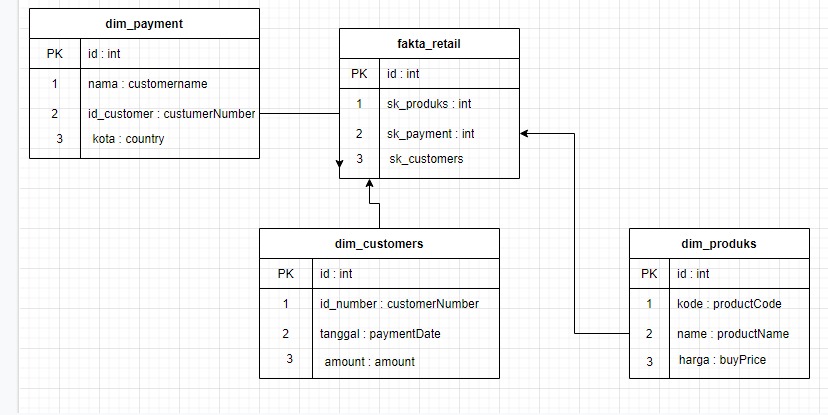 dim_payment
PK id : int
1 nama : customername
2 id_customer : custumerNumber
3 kota : country
fakta_retail
PK id : int
1 sk_produks : int
2 sk_payment : int
3 sk_customers
dim_customers
PK id : int
1 id_number : customerNumber
2 tanggal : paymentDate
3 amount : amount
dim_produks
PK id : int
1 kode : productCode
2 name : productName
3 harga : buyPrice